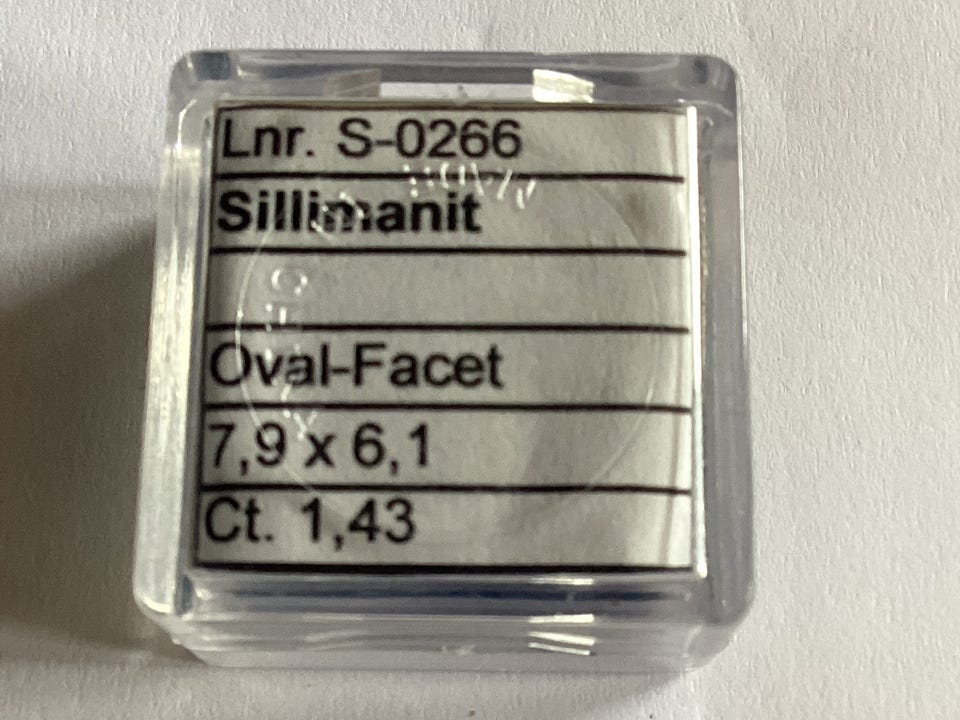 Lnr. S-0266
Sillimanit
Oval-Facet
7,9 x 6,1
Ct. 1,43